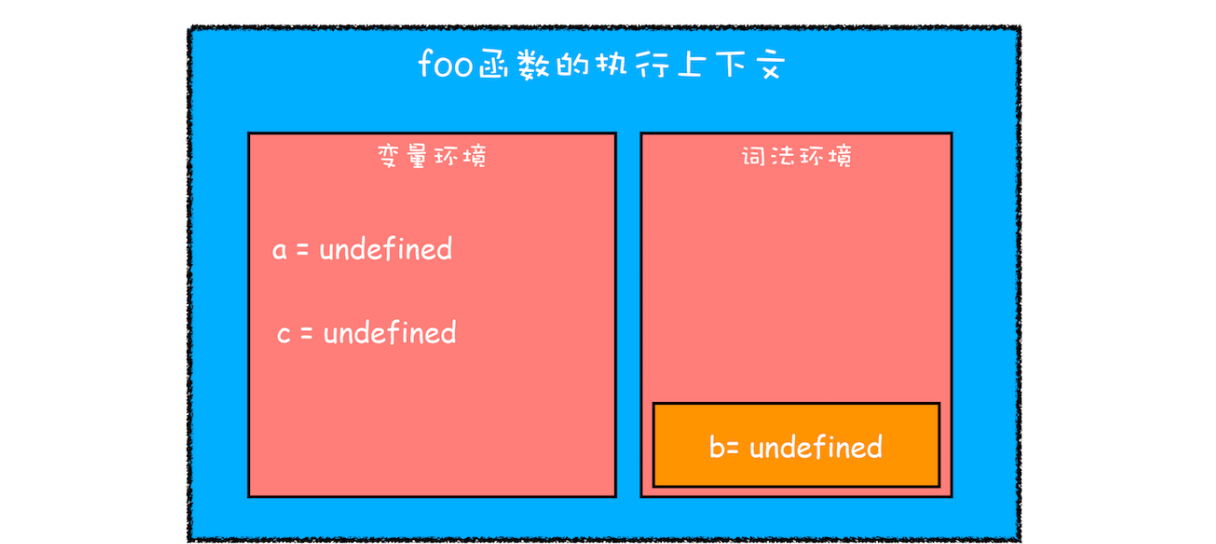 foo函数的执行上下文
变量环境
词法环境
a = undefined
c = undefined
b= undefined